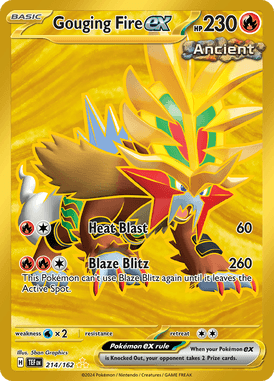 BASIC
Gouging Fire ex HP 230
Ancient
Heat Blast 60
Blaze Blitz 260
This Pokémon can't use Blaze Blitz again until it leaves the
Active Spot.
weakness ×2 resistance retreat
Illus. 5ban Graphics
H TEF EN 214/162
Pokémon ex rule
When your Pokémon ex
is Knocked Out, your opponent takes 2 Prize cards.
©2024 Pokémon / Nintendo / Creatures / GAME FREAK